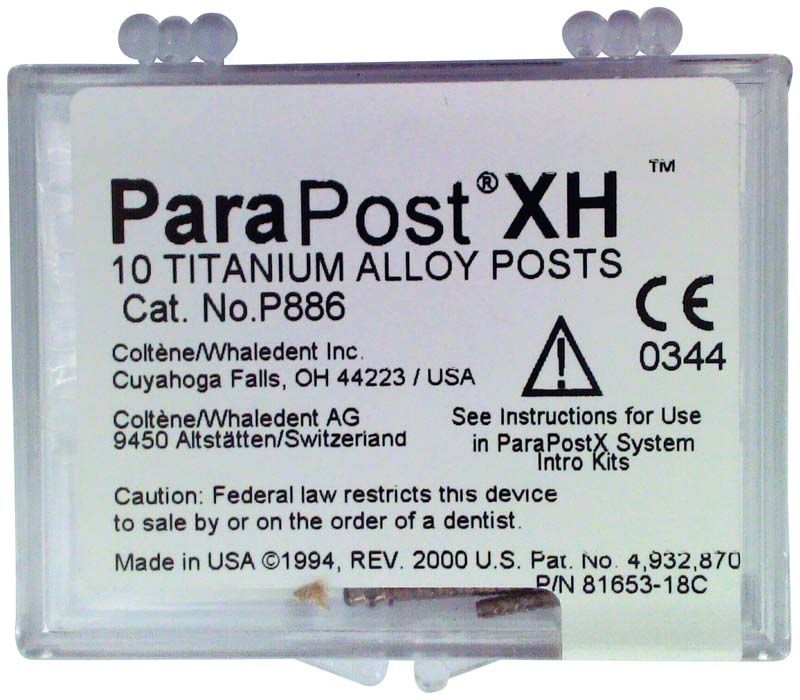 ParaPost® XH ™
10 TITANIUM ALLOY POSTS
Cat. No.P886
CE
0344
Coltène/Whaledent Inc.
Cuyahoga Falls, OH 44223 / USA
Coltène/Whaledent AG
9450 Altstätten/Switzerland
See Instructions for Use
in ParaPostX System
Intro Kits
Caution: Federal law restricts this device
to sale by or on the order of a dentist.
Made in USA ©1994, REV. 2000 U.S. Pat. No. 4,932,870
P/N 81653-18C